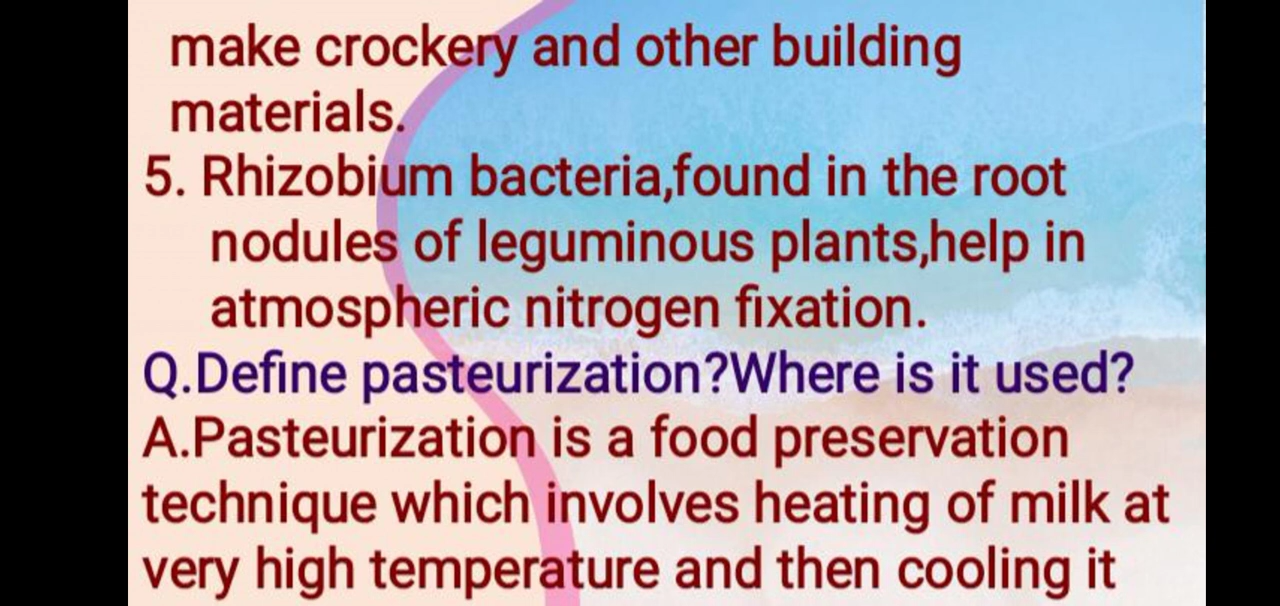 make crockery and other building
materials.
5. Rhizobium bacteria,found in the root
nodules of leguminous plants,help in
atmospheric nitrogen fixation.
Q.Define pasteurization?Where is it used?
A.Pasteurization is a food preservation
technique which involves heating of milk at
very high temperature and then cooling it